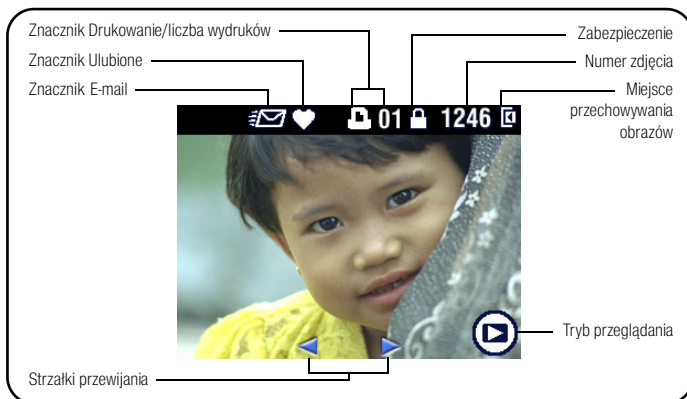 Znacznik Drukowanie/liczba wydruków
Znacznik Ulubione
Znacznik E-mail
Zabezpieczenie
Numer zdjęcia
Miejsce
przechowywania
obrazów
01 1246
Tryb przeglądania
Strzałki przewijania